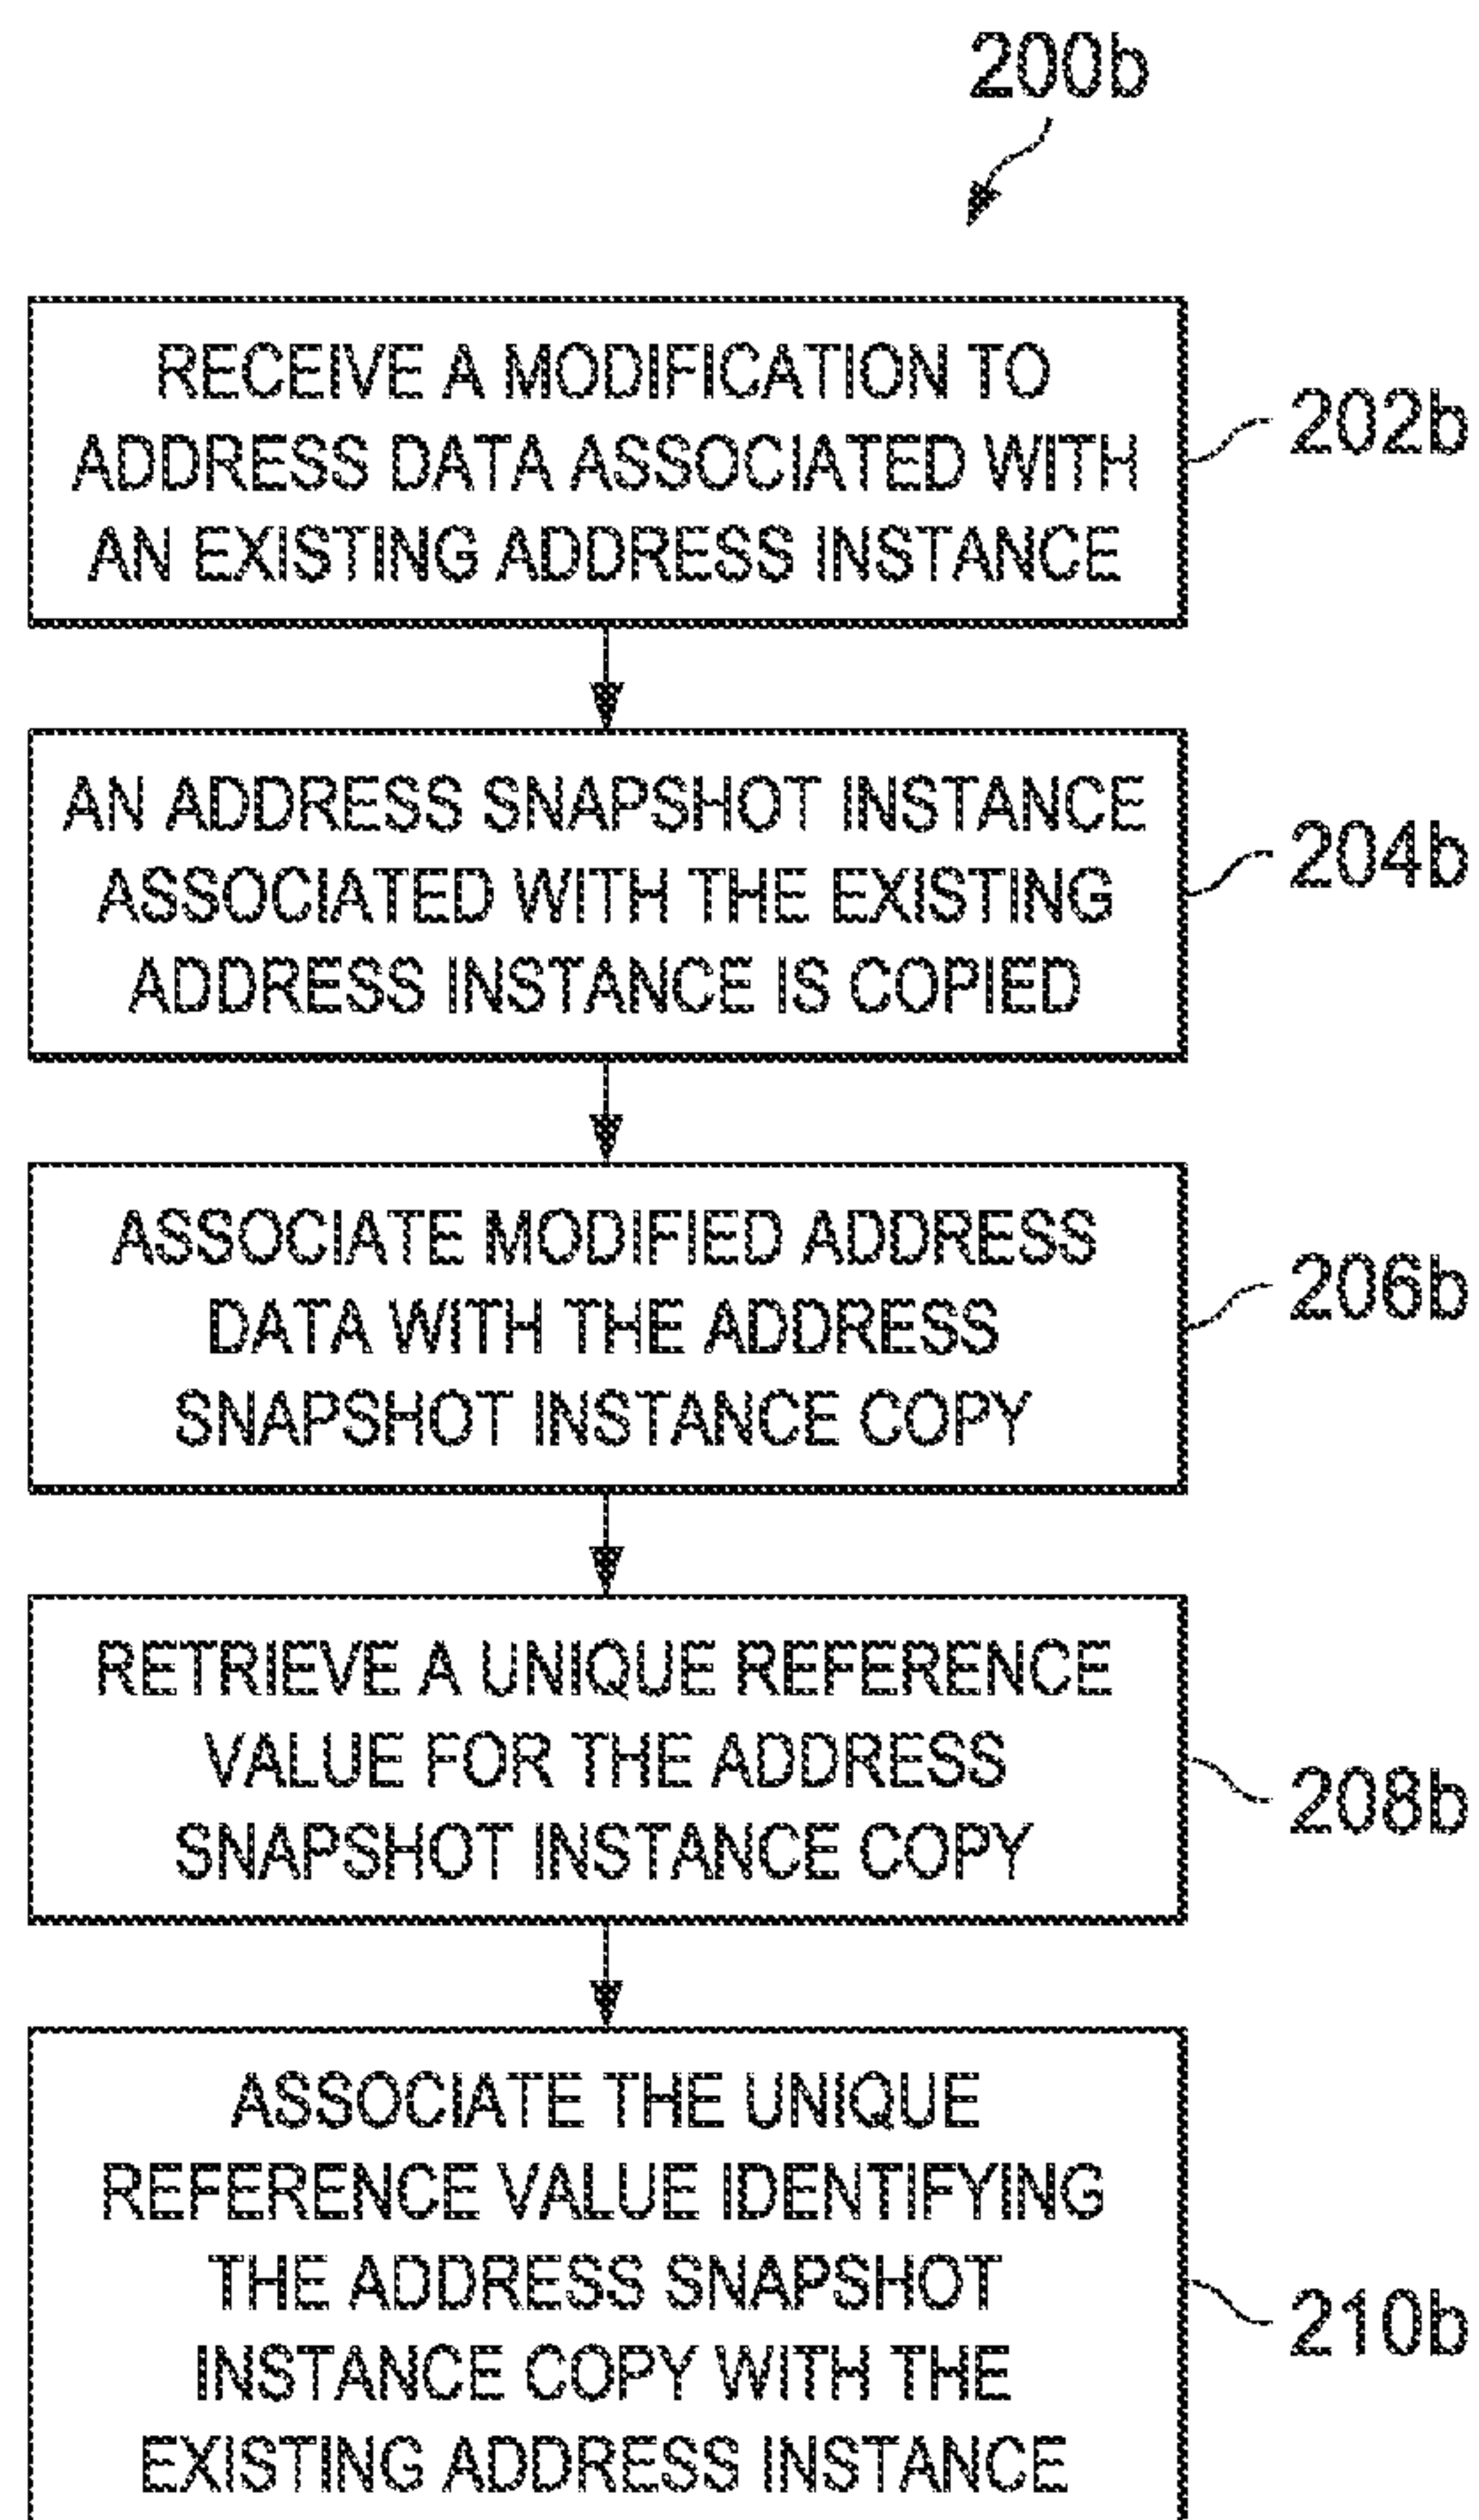 200b
RECEIVE A MODIFICATION TO
ADDRESS DATA ASSOCIATED WITH
AN EXISTING ADDRESS INSTANCE
202b
AN ADDRESS SNAPSHOT INSTANCE
ASSOCIATED WITH THE EXISTING
ADDRESS INSTANCE IS COPIED
204b
ASSOCIATE MODIFIED ADDRESS
DATA WITH THE ADDRESS
SNAPSHOT INSTANCE COPY
206b
RETRIEVE A UNIQUE REFERENCE
VALUE FOR THE ADDRESS
SNAPSHOT INSTANCE COPY
208b
ASSOCIATE THE UNIQUE
REFERENCE VALUE IDENTIFYING
THE ADDRESS SNAPSHOT
INSTANCE COPY WITH THE
EXISTING ADDRESS INSTANCE
210b